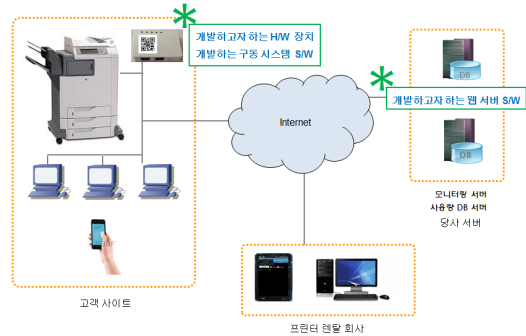 개발하고자하는 H/W 장치
개발하는 구동 시스템 S/W
DB
개발하고자하는 웹 서버 S/W
Internet
DB
모니터링 서버
사용량 DB 서버
당사 서버
고객 사이트
프린터 렌탈 회사